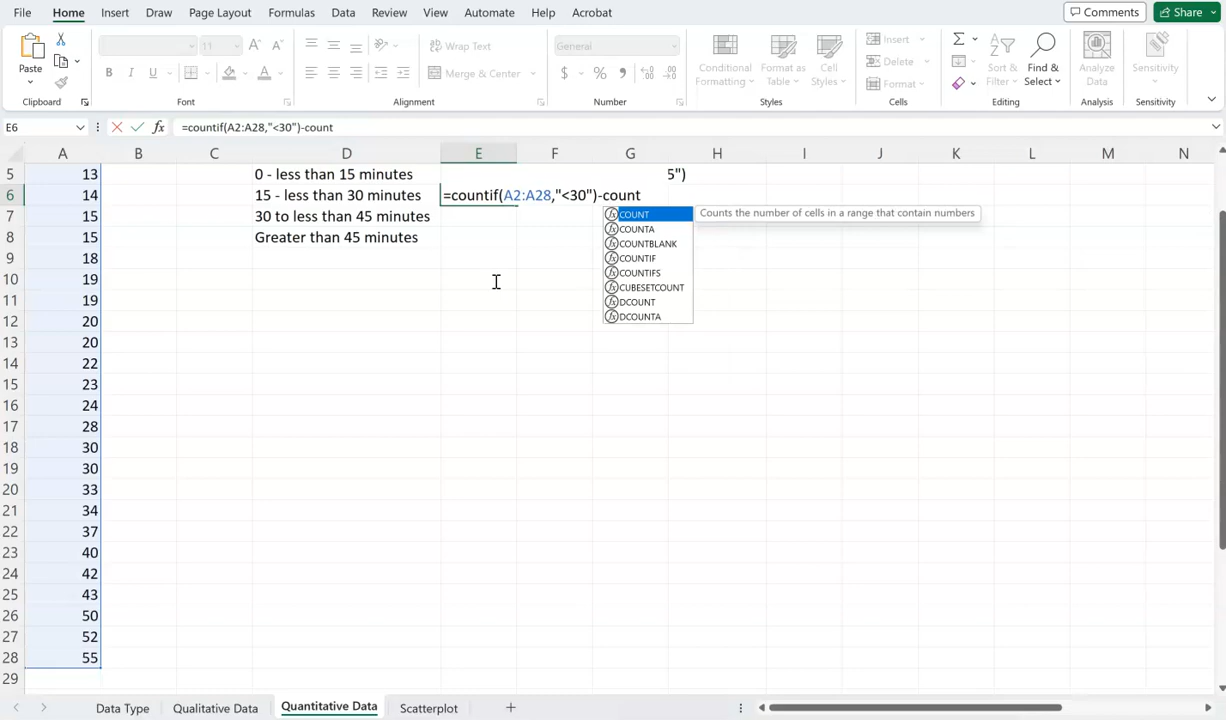 File Home Insert Draw Page Layout Formulas Data Review View Automate Help Acrobat Comments Share
Paste
11
A A
B I U
A
Wrap Text
Merge & Center
General
$ %
Conditional Formatting
Format as Table
Cell Styles
Insert
Delete
Format
Sort & Filter
Find & Select
Analyze Data
Sensitivity
Clipboard Font Alignment Number Styles Cells Editing Analysis Sensitivity
E6 fx =countif(A2:A28,"<30")-count
A B C D E F G H I J K L M N
5 13 0 - less than 15 minutes 5")
6 14 15 - less than 30 minutes =countif(A2:A28,"<30")-count
7 15 30 to less than 45 minutes COUNT Counts the number of cells in a range that contain numbers
COUNTA
8 15 Greater than 45 minutes COUNTBLANK
9 18 COUNTIF
10 19 COUNTIFS
CUBESETCOUNT
11 19 DCOUNT
12 20 DCOUNTA
13 20
14 22
15 23
16 24
17 28
18 30
19 30
20 33
21 34
22 37
23 40
24 42
25 43
26 50
27 52
28 55
29
Data Type Qualitative Data Quantitative Data Scatterplot +